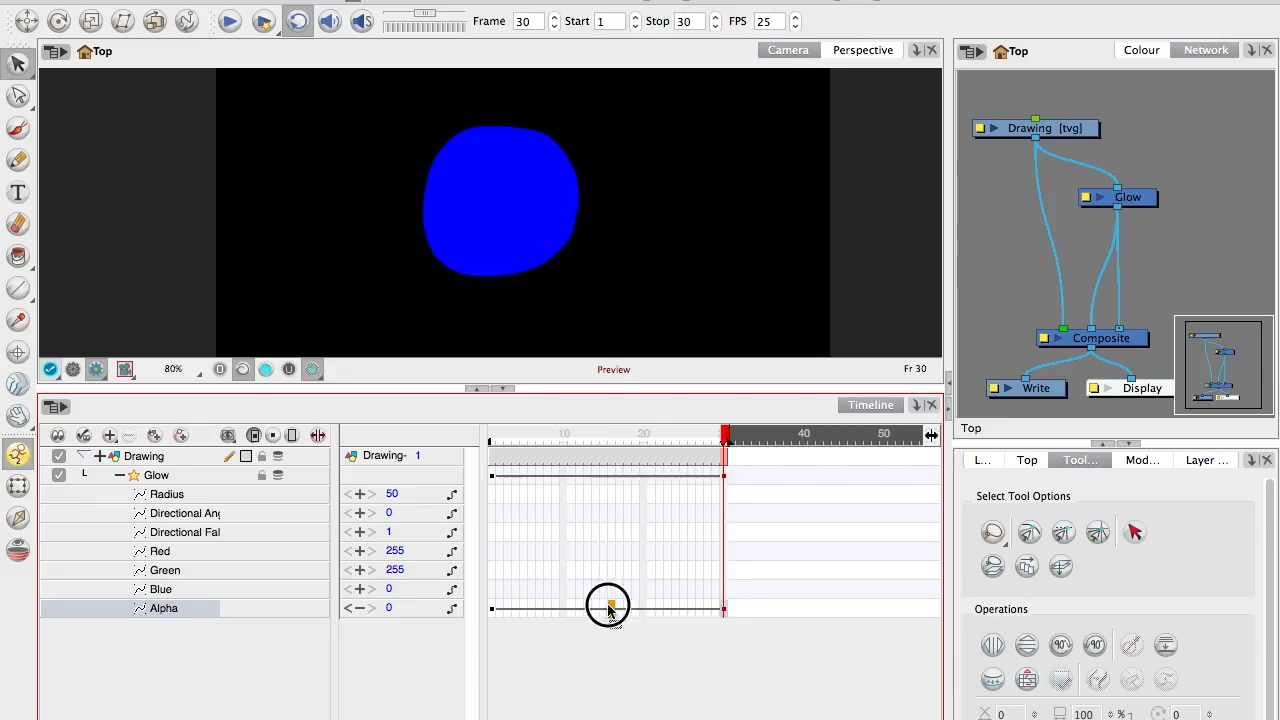 Frame 30 Start 1 Stop 30 FPS 25
Top Camera Perspective
Top Colour Network
Drawing [tvg]
Glow
Composite
Write Display
80% Preview Fr 30
Top
Timeline
10 20 40 50
Drawing Drawing- 1
Glow
Radius 50
Directional Ang 0
Directional Fal 1
Red 255
Green 255
Blue 0
Alpha 0
L... Top Tool... Mod... Layer ...
Select Tool Options
Operations
90° 90°
0 100 % 0
T
2